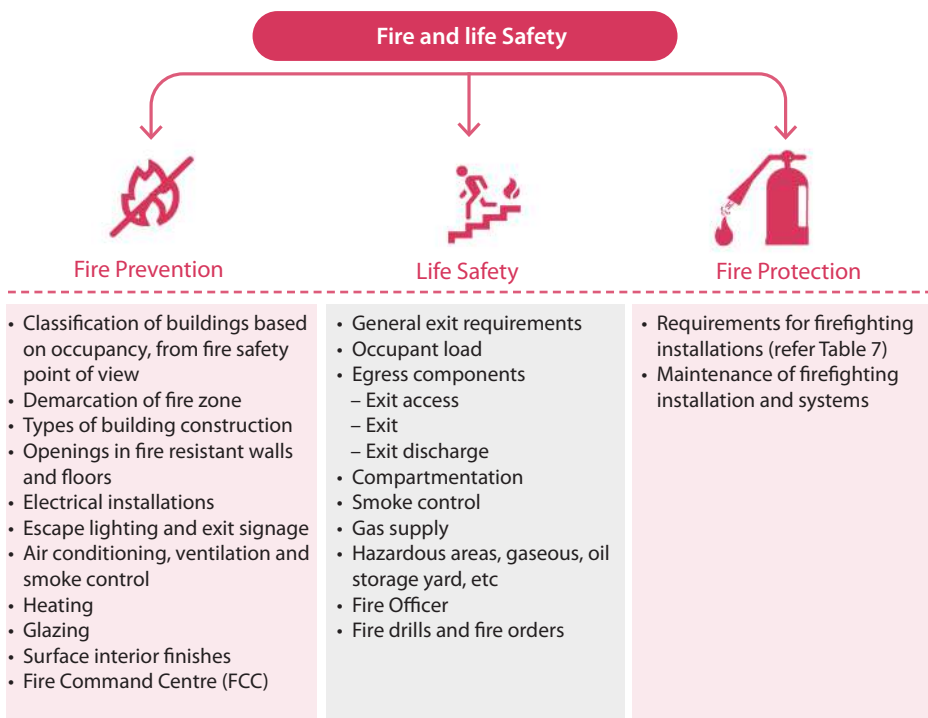 Fire and life Safety
Fire Prevention
• Classification of buildings based
on occupancy, from fire safety
point of view
• Demarcation of fire zone
• Types of building construction
• Openings in fire resistant walls
and floors
• Electrical installations
• Escape lighting and exit signage
• Air conditioning, ventilation and
smoke control
• Heating
• Glazing
• Surface interior finishes
• Fire Command Centre (FCC)
Life Safety
• General exit requirements
• Occupant load
• Egress components
– Exit access
– Exit
– Exit discharge
• Compartmentation
• Smoke control
• Gas supply
• Hazardous areas, gaseous, oil
storage yard, etc
• Fire Officer
• Fire drills and fire orders
Fire Protection
• Requirements for firefighting
installations (refer Table 7)
• Maintenance of firefighting
installation and systems